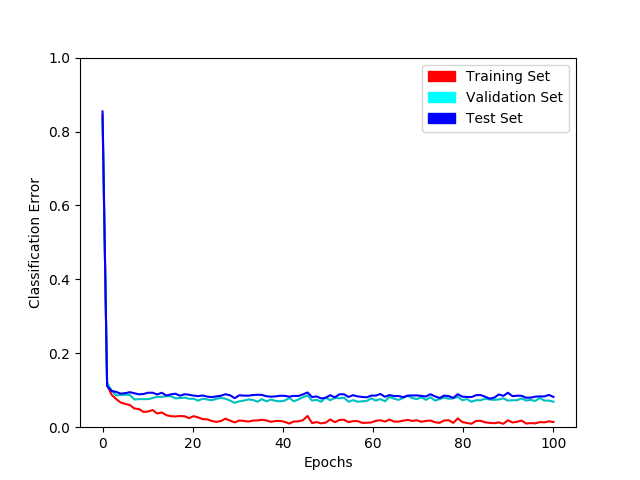 1.0
0.8
0.6
0.4
0.2
0.0
Classification Error
0 20 40 60 80 100
Epochs
Training Set
Validation Set
Test Set